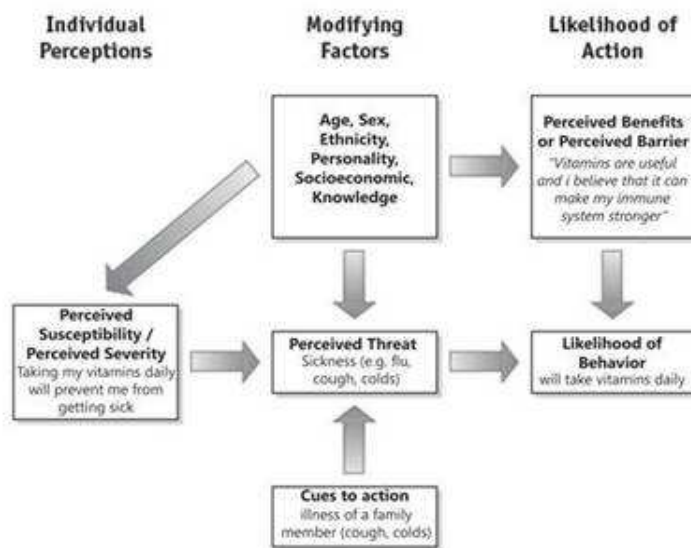 Individual
Perceptions
Modifying
Factors
Likelihood of
Action
Age, Sex,
Ethnicity,
Personality,
Socioeconomic,
Knowledge
Perceived Benefits
or Perceived Barrier
"Vitamins are useful
and i believe that it can
make my immune
system stronger"
Perceived
Susceptibility /
Perceived Severity
Taking my vitamins daily
will prevent me from
getting sick
Perceived Threat
Sickness (e.g. flu,
cough, colds)
Likelihood of
Behavior
will take vitamins daily
Cues to action
illness of a family
member (cough, colds)